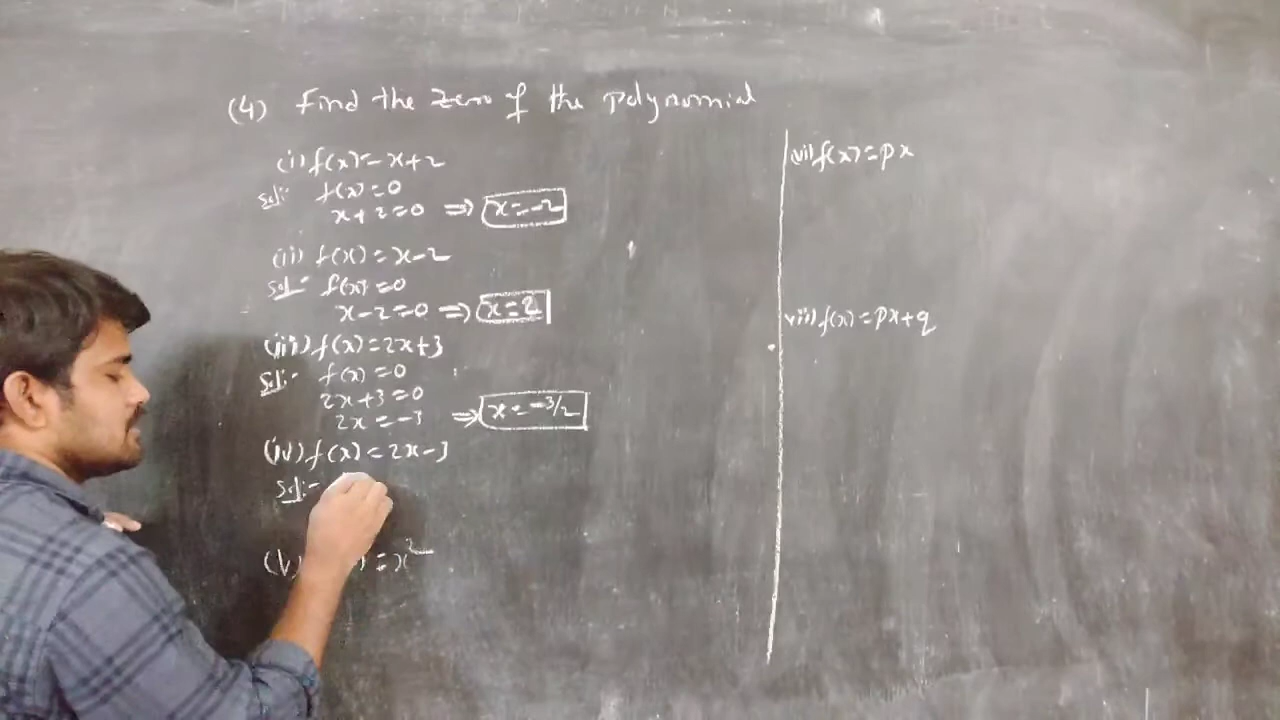 (4) Find the zero of the polynomial
(i) f(x) = x+2
Sol:- f(x) = 0
x+2 = 0 ⇒ x = -2
(ii) f(x) = x-2
Sol:- f(x) = 0
x-2 = 0 ⇒ x = 2
(iii) f(x) = 2x+3
Sol:- f(x) = 0
2x+3 = 0
2x = -3 ⇒ x = -3/2
(iv) f(x) = 2x-3
Sol:-
(v) = x²
(vii) f(x) = px
(viii) f(x) = px+q